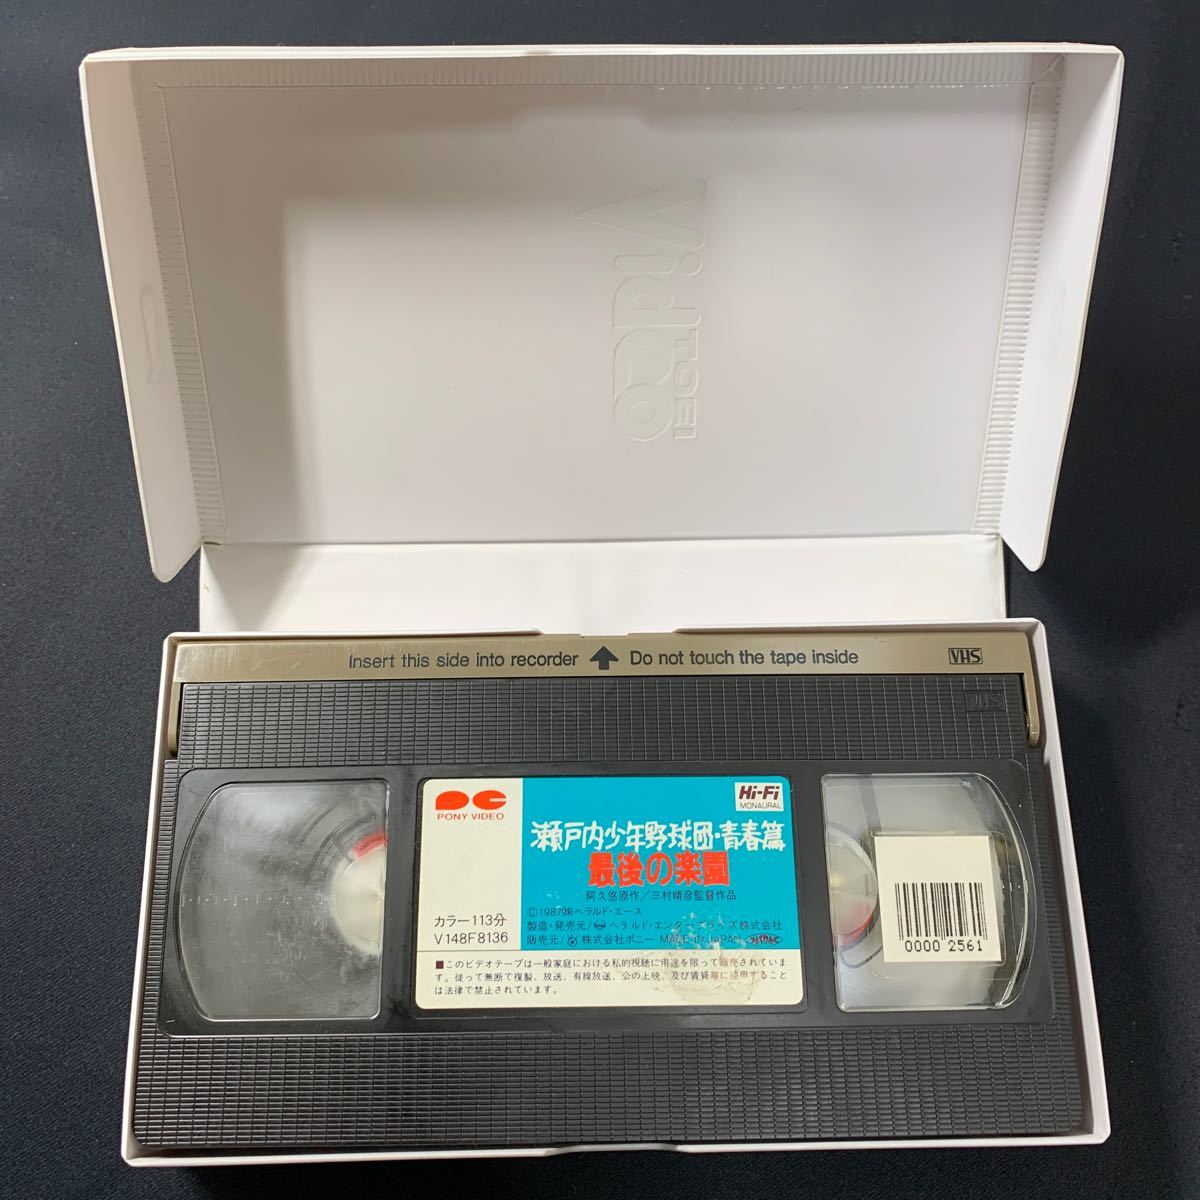 Video
TOEI
Insert this side into recorder Do not touch the tape inside VHS
VHS
PONY VIDEO
Hi-Fi
MONAURAL
瀬戸内少年野球団・青春篇
最後の楽園
阿久悠原作/三村晴彦監督作品
カラー113分
V148F8136
©1987㈱ヘラルド・エース
製造・発売元/ヘラルド・エンタープライズ株式会社
販売元/株式会社ポニー MADE IN JAPAN JASRAC
■このビデオテープは一般家庭における私的視聴に用途を限って販売されていま
す。従って無断で複製、放送、有線放送、公の上映、及び賃貸等に使用すること
は法律で禁止されています。
0000 2561